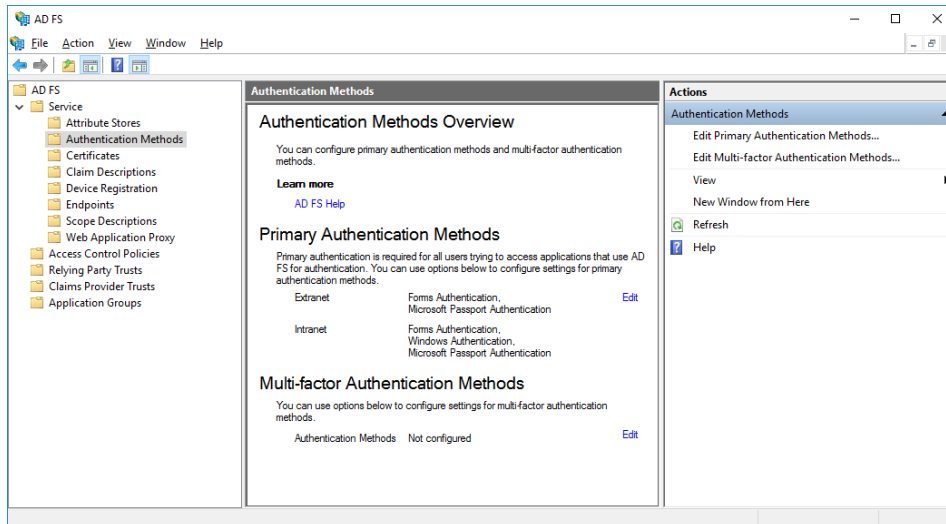 AD FS
File Action View Window Help
AD FS
Service
Attribute Stores
Authentication Methods
Certificates
Claim Descriptions
Device Registration
Endpoints
Scope Descriptions
Web Application Proxy
Access Control Policies
Relying Party Trusts
Claims Provider Trusts
Application Groups
Authentication Methods
Authentication Methods Overview
You can configure primary authentication methods and multi-factor authentication
methods.
Learn more
AD FS Help
Primary Authentication Methods
Primary authentication is required for all users trying to access applications that use AD
FS for authentication. You can use options below to configure settings for primary
authentication methods.
Extranet Forms Authentication, Edit
Microsoft Passport Authentication
Intranet Forms Authentication,
Windows Authentication,
Microsoft Passport Authentication
Multi-factor Authentication Methods
You can use options below to configure settings for multi-factor authentication
methods.
Authentication Methods Not configured Edit
Actions
Authentication Methods
Edit Primary Authentication Methods...
Edit Multi-factor Authentication Methods...
View
New Window from Here
Refresh
Help